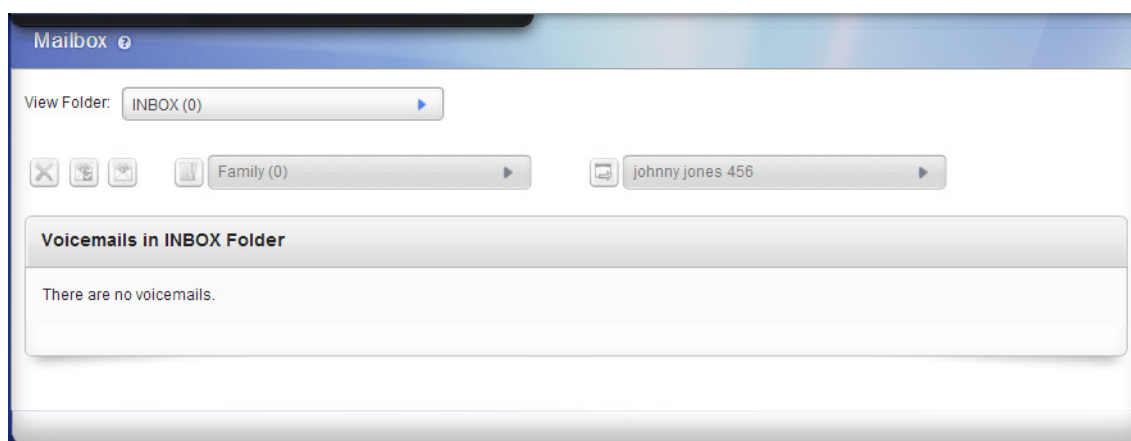 Mailbox ?
View Folder: INBOX (0)
Family (0) johnny jones 456
Voicemails in INBOX Folder
There are no voicemails.